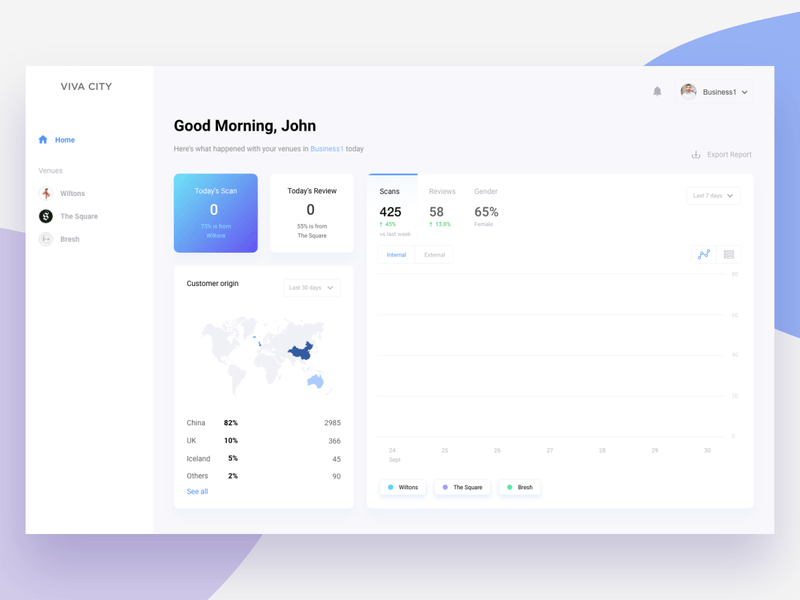 VIVA CITY
Business1
Home
Venues
Wiltons
The Square
Bresh
Good Morning, John
Here's what happened with your venues in Business1 today
Export Report
Today's Scan
0
75% is from
Wiltons
Today's Review
0
55% is from
The Square
Scans
425
45%
vs last week
Reviews
58
13.8%
Gender
65%
Female
Last 7 days
Internal
External
Customer origin
Last 30 days
China 82% 2985
UK 10% 366
Iceland 5% 45
Others 2% 90
See all
0
24 25 26 27 28 29 30
Sept
Wiltons
The Square
Bresh